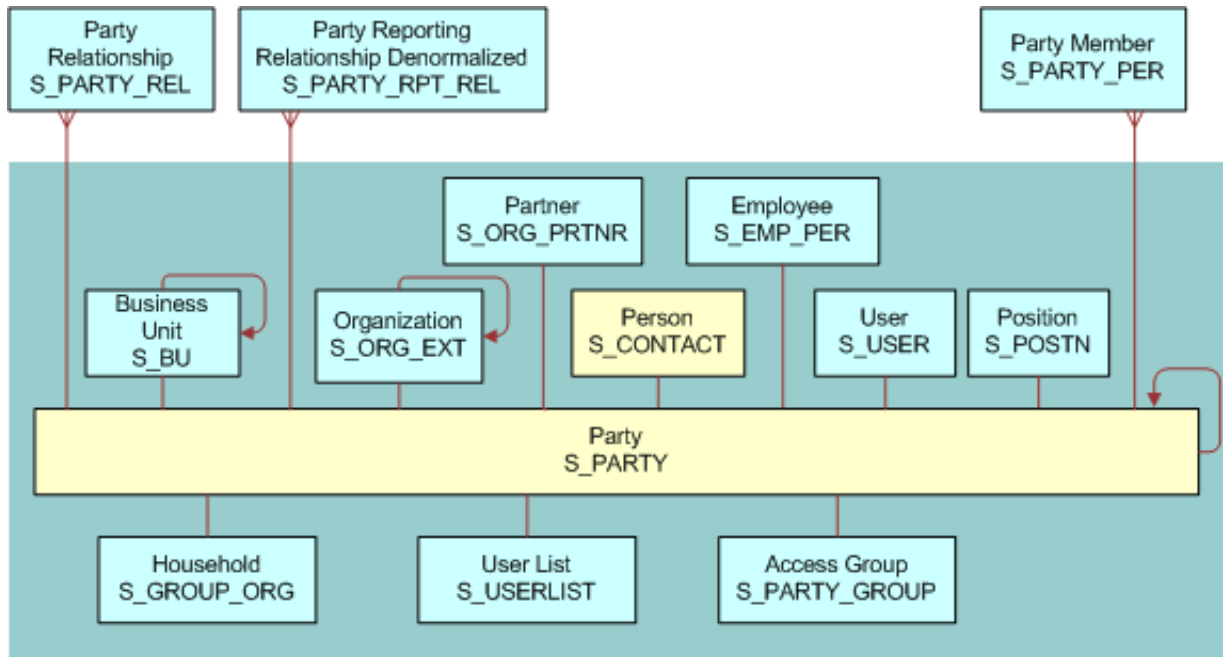 Party
Relationship
S_PARTY_REL
Party Reporting
Relationship Denormalized
S_PARTY_RPT_REL
Party Member
S_PARTY_PER
Partner
S_ORG_PRTNR
Employee
S_EMP_PER
Business
Unit
S_BU
Organization
S_ORG_EXT
Person
S_CONTACT
User
S_USER
Position
S_POSTN
Party
S_PARTY
Household
S_GROUP_ORG
User List
S_USERLIST
Access Group
S_PARTY_GROUP